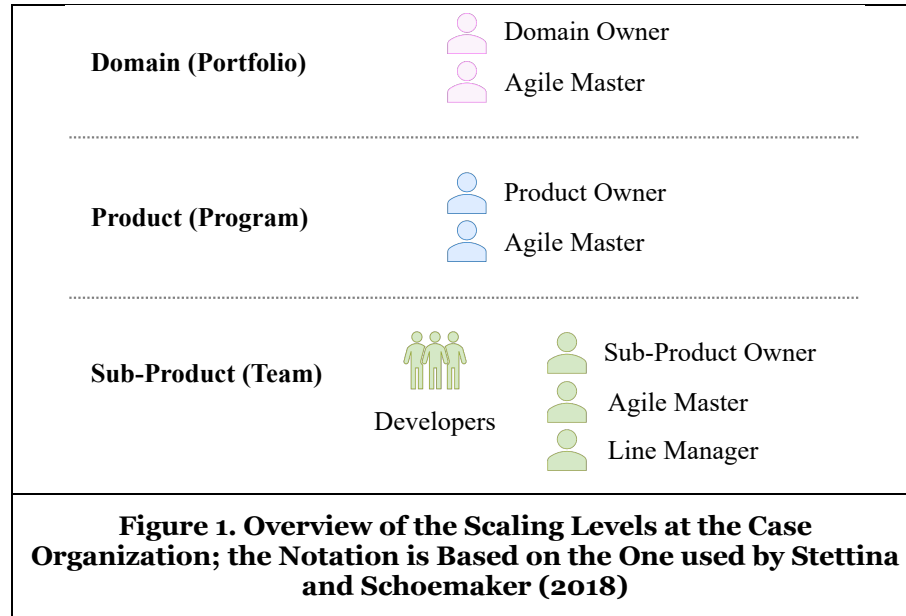 Domain (Portfolio)
Domain Owner
Agile Master
Product (Program)
Product Owner
Agile Master
Sub-Product (Team)
Developers
Sub-Product Owner
Agile Master
Line Manager
Figure 1. Overview of the Scaling Levels at the Case
Organization; the Notation is Based on the One used by Stettina
and Schoemaker (2018)